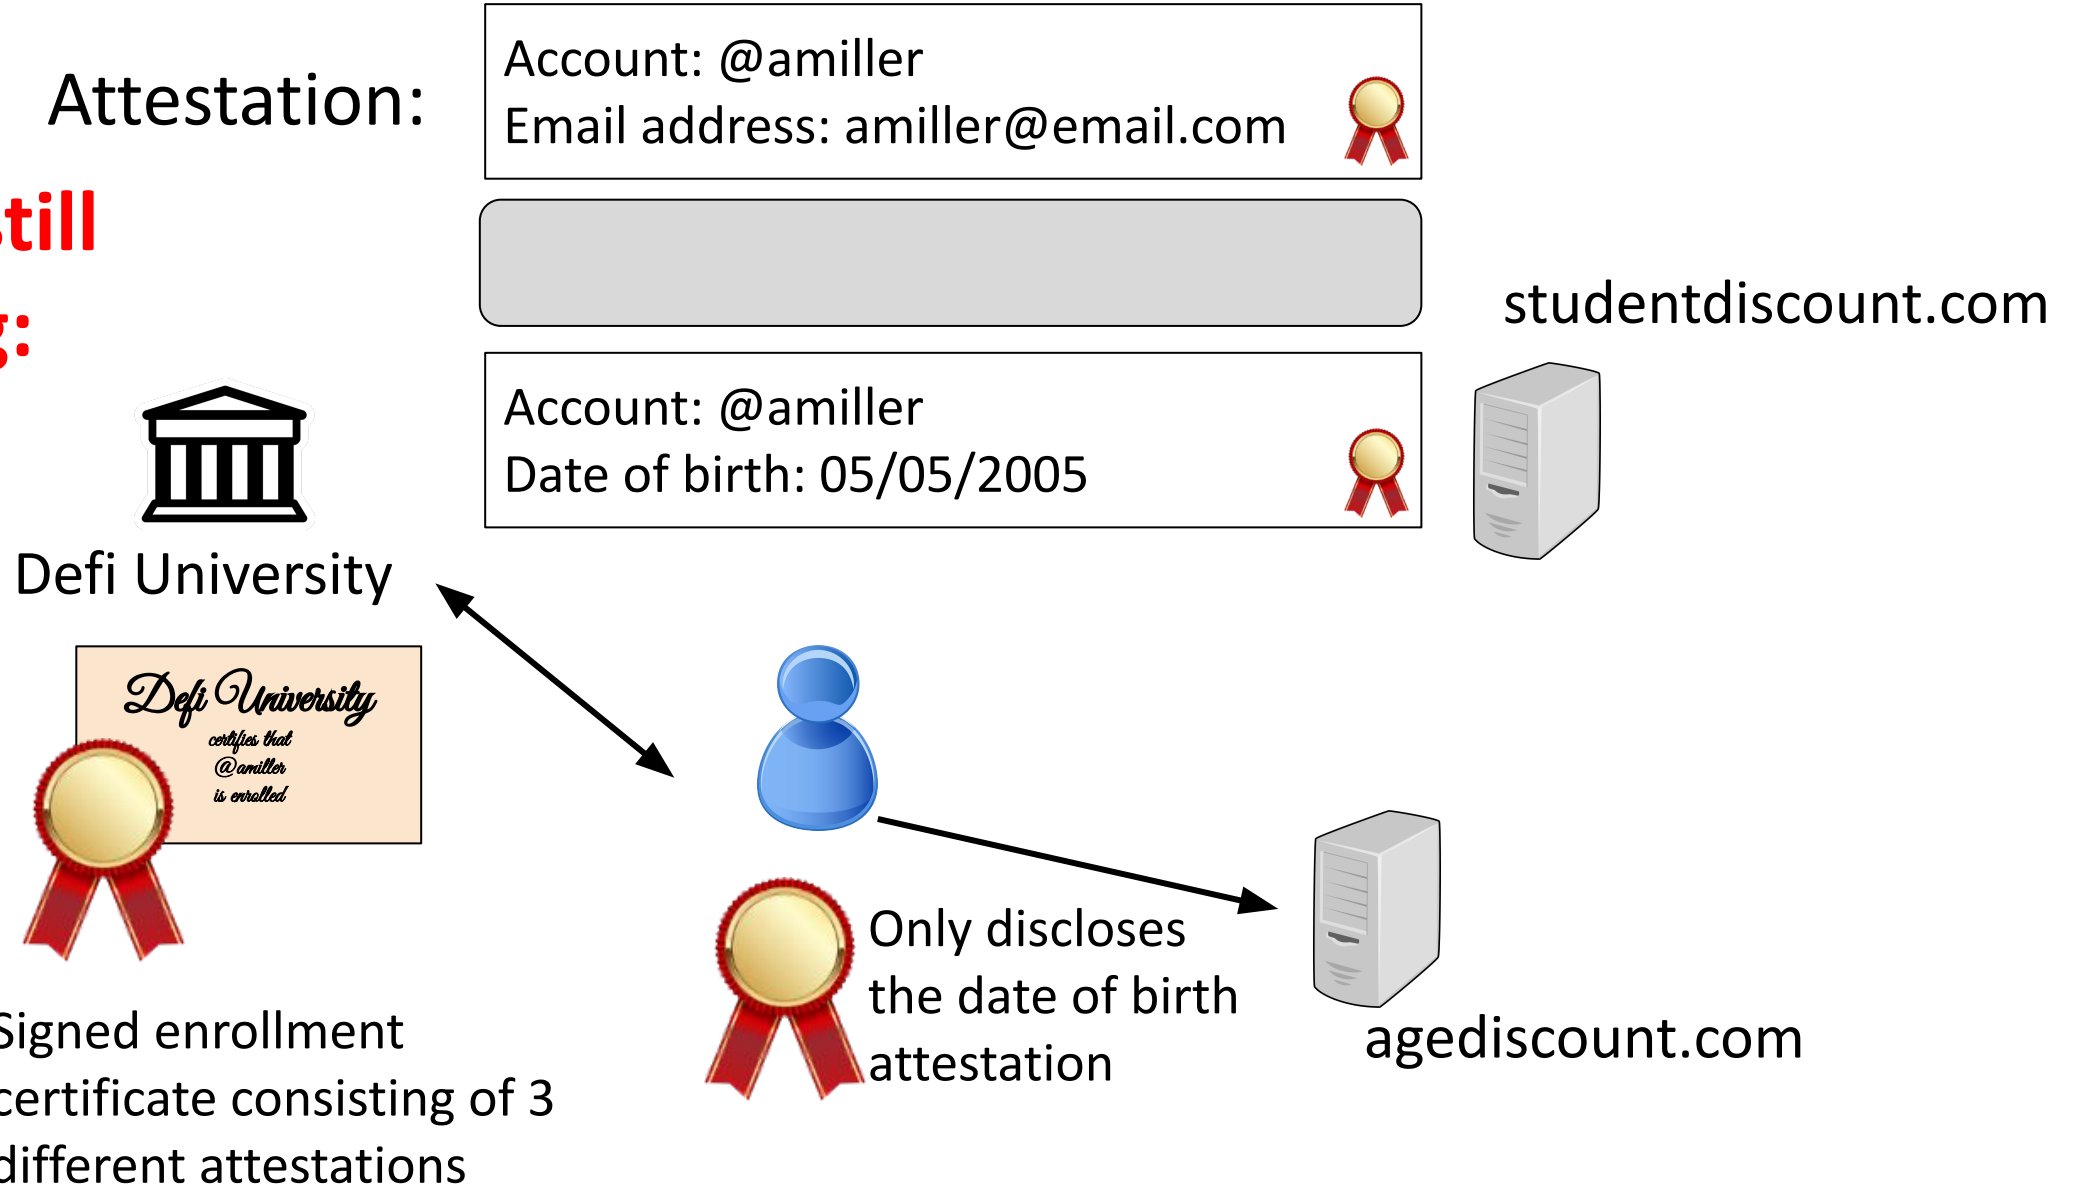 Attestation:
Account: @amiller
Email address: amiller@email.com
still
g:
studentdiscount.com
Account: @amiller
Date of birth: 05/05/2005
Defi University
Defi University
certifies that
@amiller
is enrolled
Only discloses
the date of birth
attestation
agediscount.com
Signed enrollment
certificate consisting of 3
different attestations